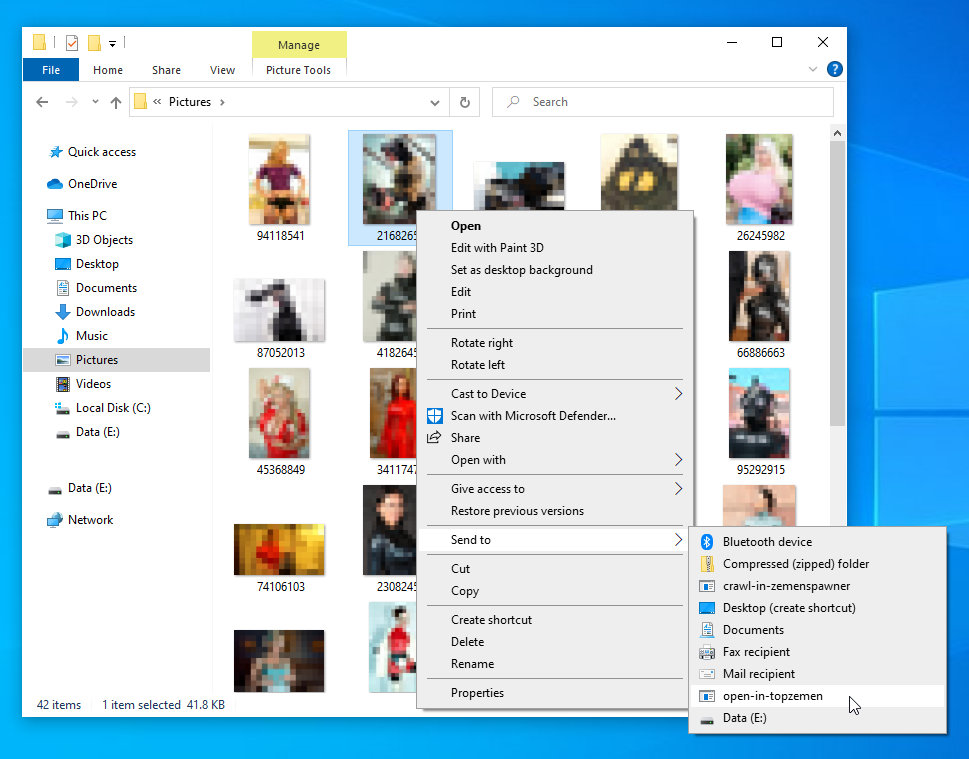 Manage
File
Home
Share
View
Picture Tools
?
« Pictures
Search
Quick access
OneDrive
This PC
3D Objects
Desktop
Documents
Downloads
Music
Pictures
Videos
Local Disk (C:)
Data (E:)
Data (E:)
Network
94118541
2168265
26245982
87052013
4182645
66886663
45368849
3411747
95292915
74106103
2308245
42 items
1 item selected 41.8 KB
Open
Edit with Paint 3D
Set as desktop background
Edit
Print
Rotate right
Rotate left
Cast to Device
Scan with Microsoft Defender...
Share
Open with
Give access to
Restore previous versions
Send to
Cut
Copy
Create shortcut
Delete
Rename
Properties
Bluetooth device
Compressed (zipped) folder
crawl-in-zemenspawner
Desktop (create shortcut)
Documents
Fax recipient
Mail recipient
open-in-topzemen
Data (E:)